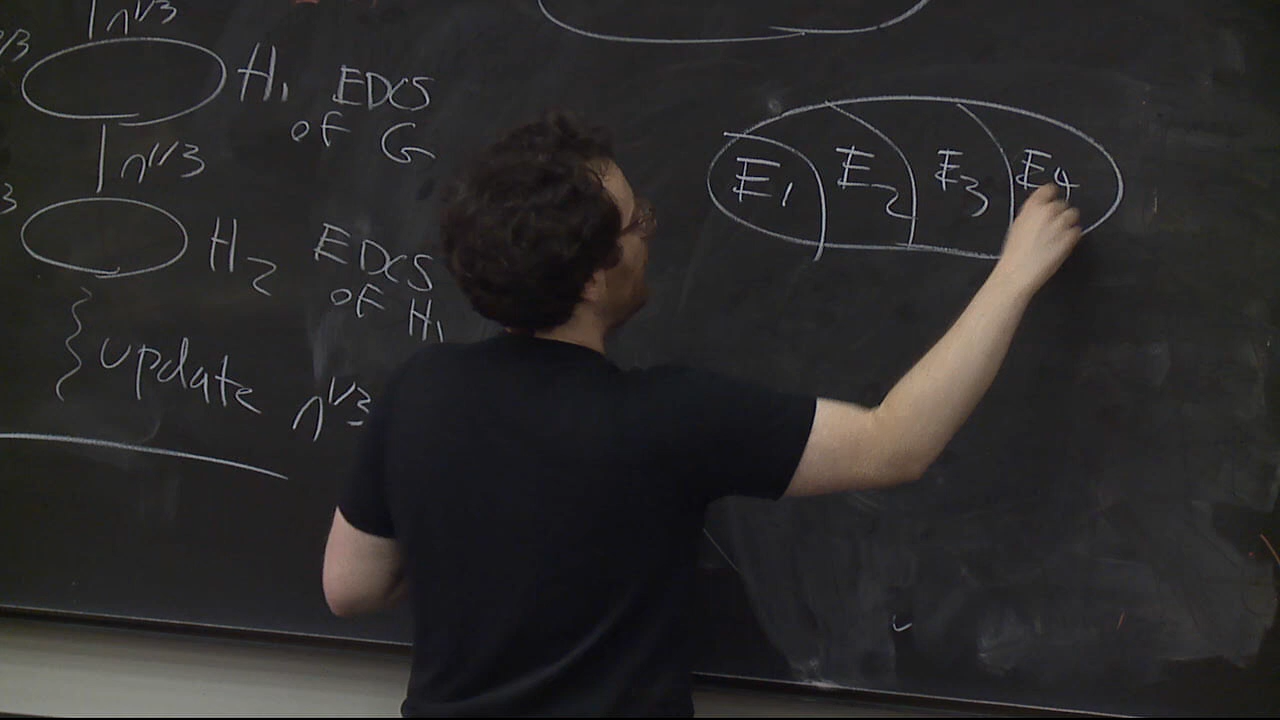 n^1/3
H₁ EDCS
of G
n^1/3
H₂ EDCS
of H₁
update n^1/3
E₁ E₂ E₃ E₄